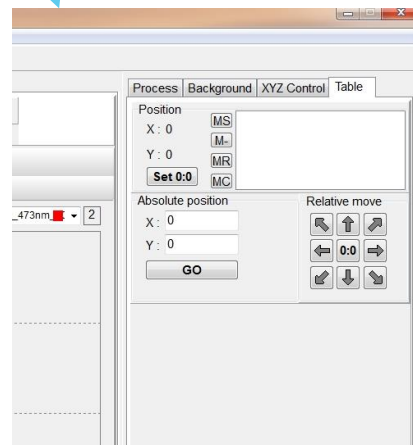 Process Background XYZ Control Table
Position
X : 0
MS
M-
Y : 0
MR
Set 0:0
MC
_473nm_ 2
Absolute position
Relative move
X : 0
Y : 0
0:0
GO